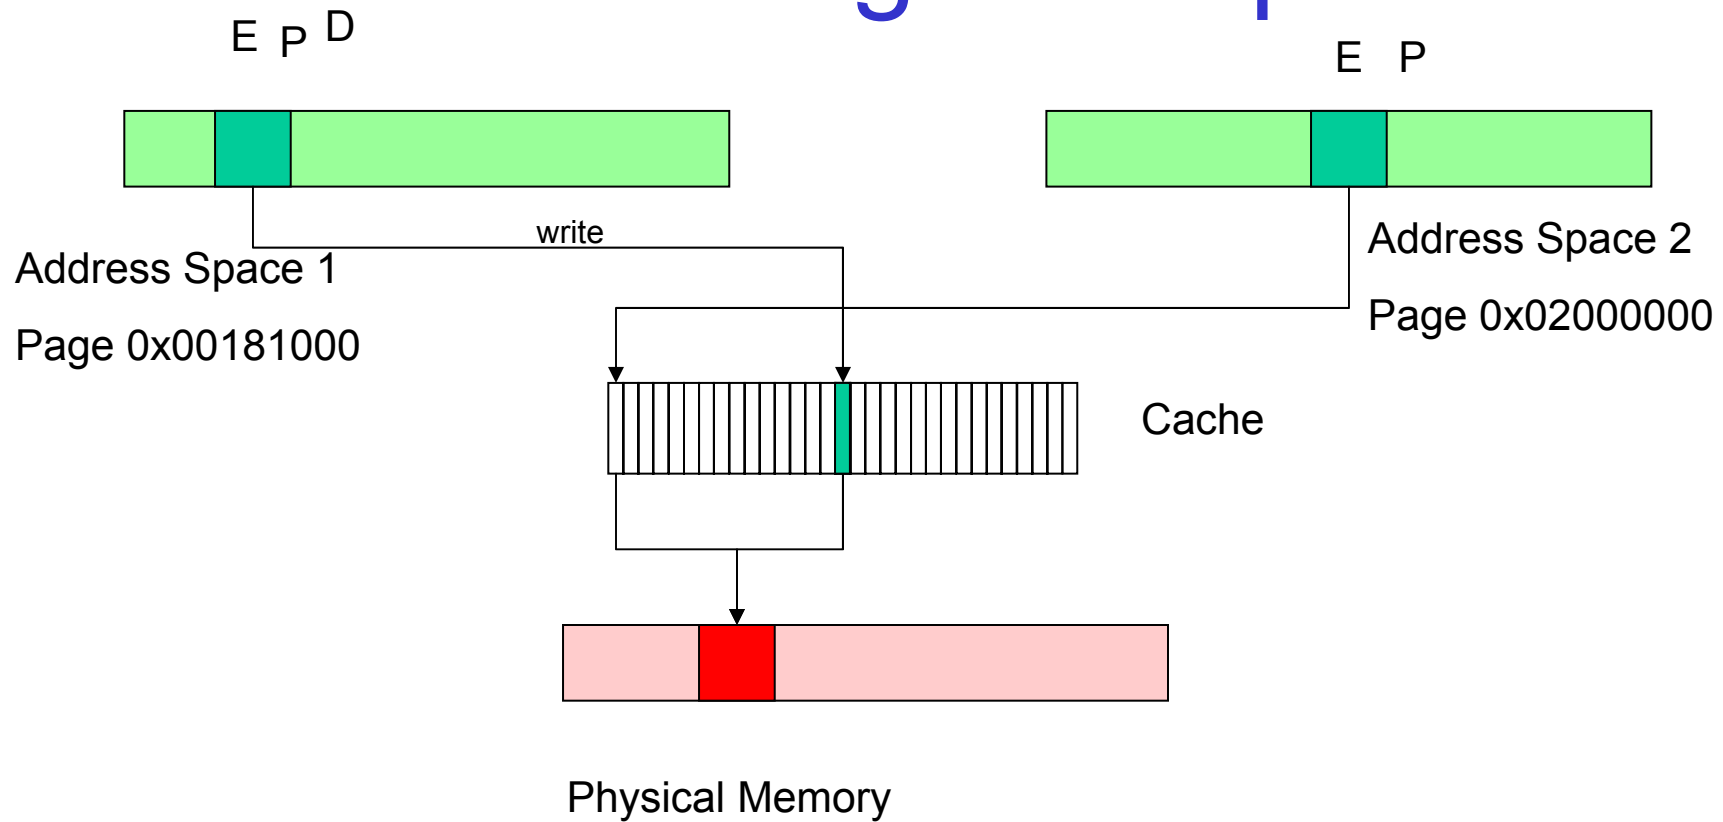 E P D
E P
write
Address Space 1
Page 0x00181000
Address Space 2
Page 0x02000000
Cache
Physical Memory